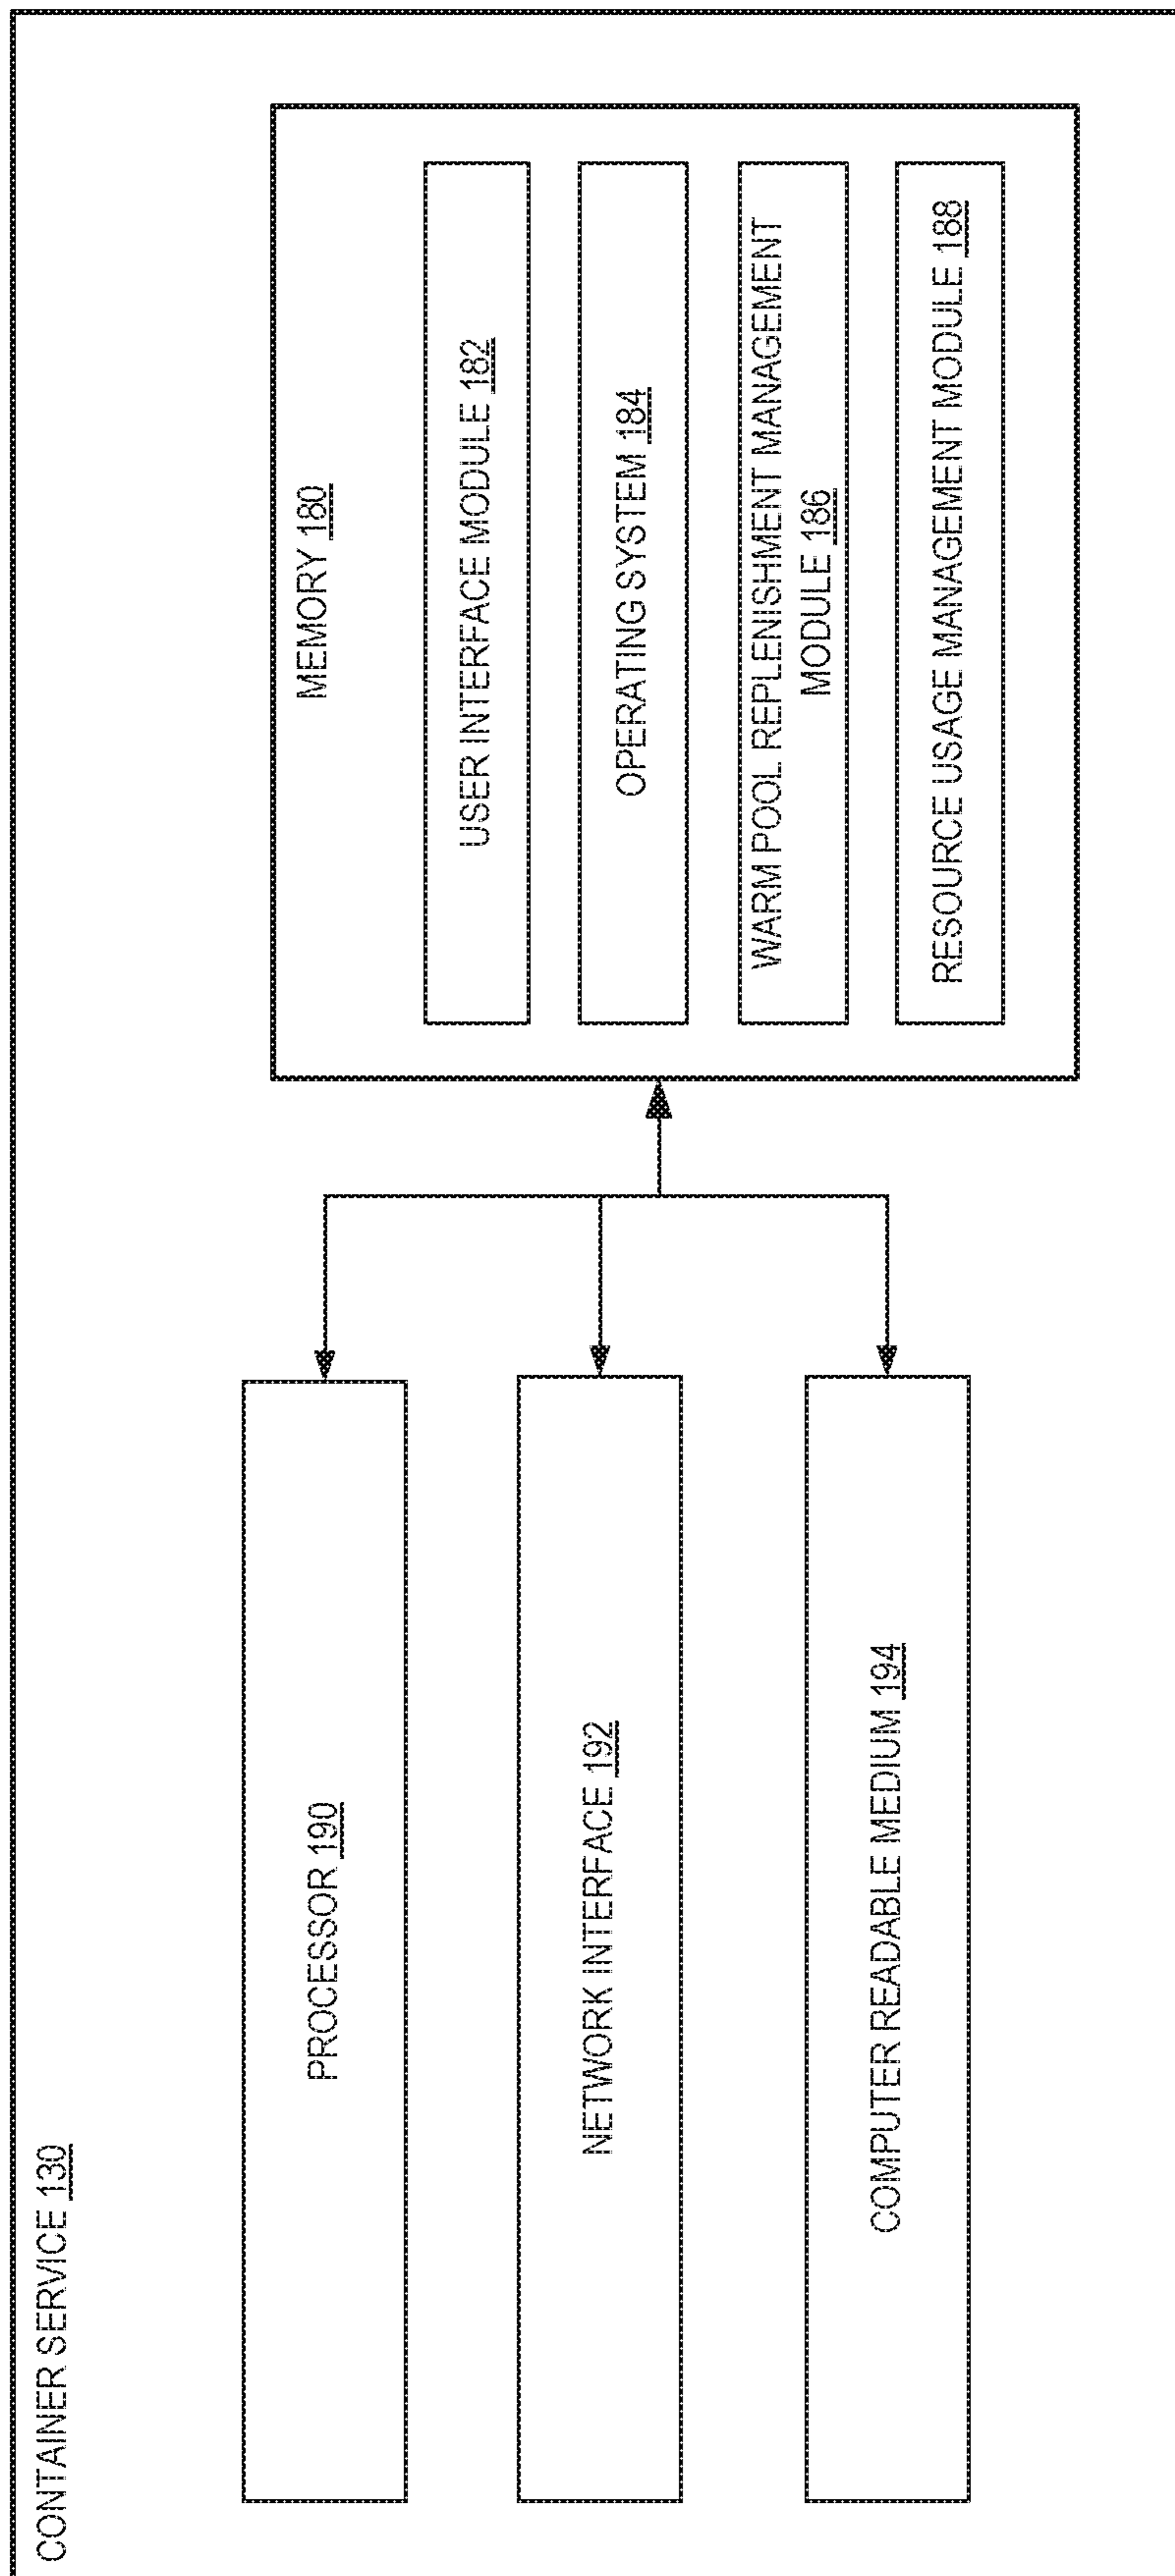 CONTAINER SERVICE 130
PROCESSOR 190
NETWORK INTERFACE 192
COMPUTER READABLE MEDIUM 194
MEMORY 180
USER INTERFACE MODULE 182
OPERATING SYSTEM 184
WARM POOL REPLENISHMENT MANAGEMENT
MODULE 186
RESOURCE USAGE MANAGEMENT MODULE 188